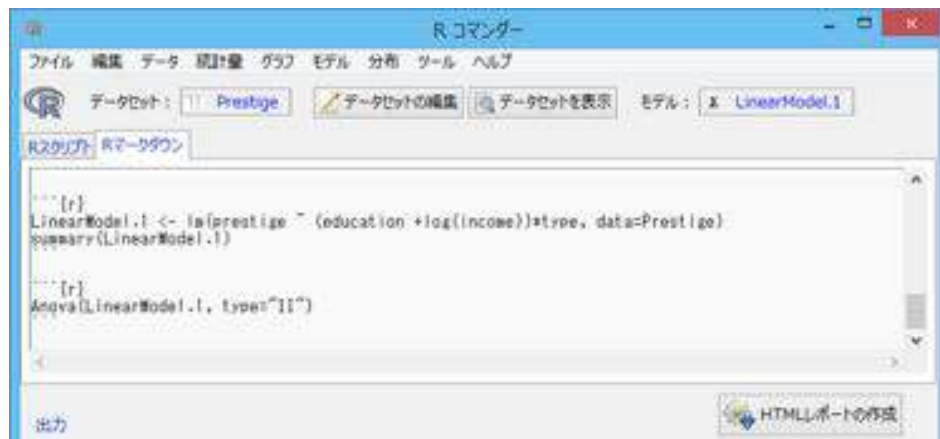 R コマンダー
ファイル 編集 データ 統計量 グラフ モデル 分布 ツール ヘルプ
データセット: Prestige データセットの編集 データセットを表示 モデル: Σ LinearModel.1
Rスクリプト Rマークダウン
```{r}
LinearModel.1 <- lm(prestige ~ (education +log(income))*type, data=Prestige)
summary(LinearModel.1)
```{r}
Anova(LinearModel.1, type="II")
HTMLレポートの作成
出力